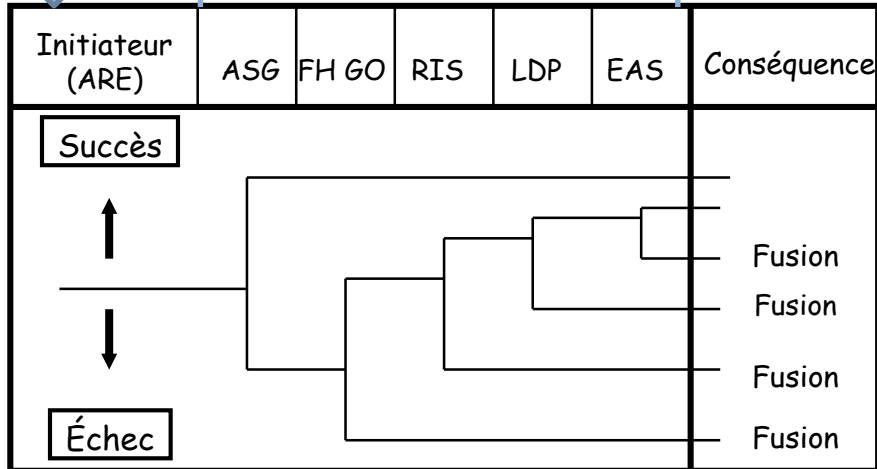 Initiateur
(ARE)
ASG
FH GO
RIS
LDP
EAS
Conséquence
Succès
Fusion
Fusion
Fusion
Échec
Fusion